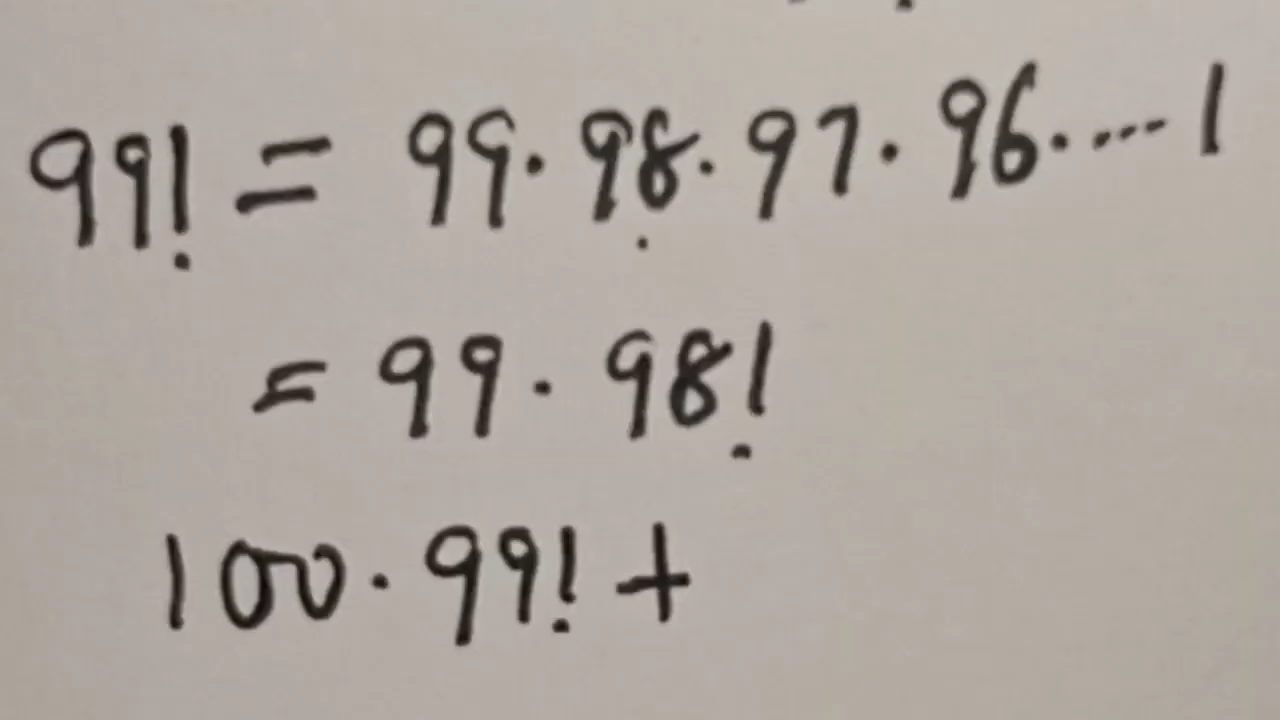 99! = 99 · 98 · 97 · 96 · ... 1
= 99 · 98!
100 · 99! +